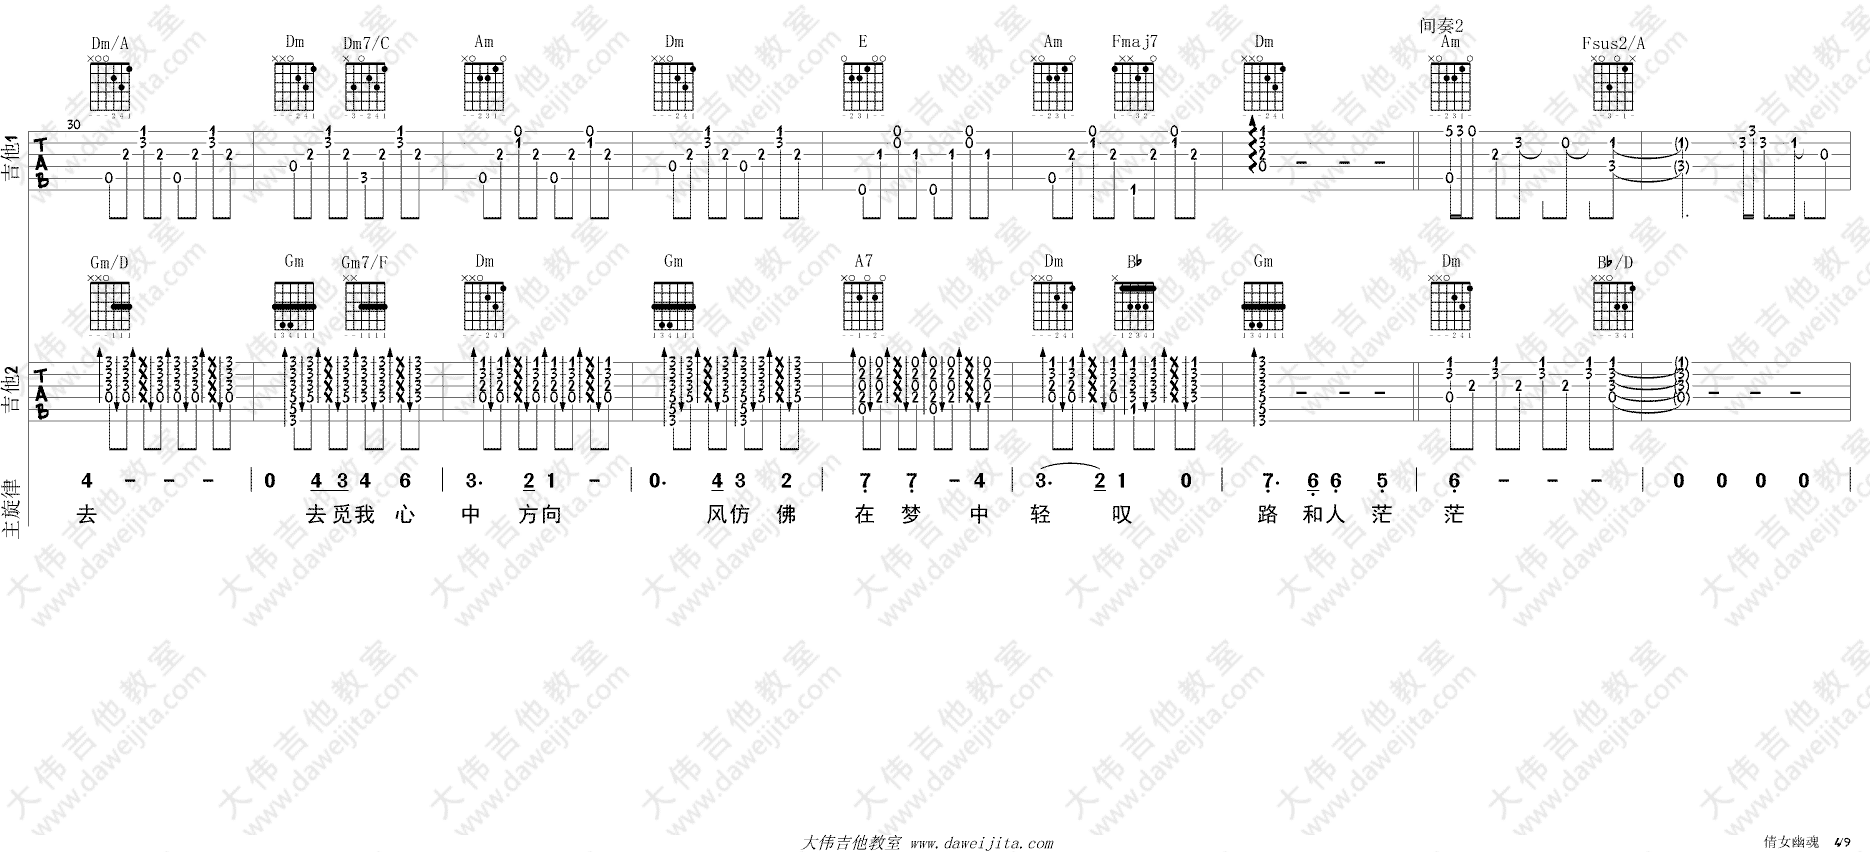 间奏2
Dm/A Dm Dm7/C Am Dm E Am Fmaj7 Dm Am Fsus2/A
吉他1
30
TAB
Gm/D Gm Gm7/F Dm Gm A7 Dm B♭ Gm Dm B♭/D
吉他2
TAB
主旋律
4 - - - | 0 4 3 4 6 | 3. 2 1 - | 0. 4 3 2 | 7 7 - 4 | 3. 2 1 0 | 7. 6 6 5 | 6 - - - | 0 0 0 0 |
去 去觅我 心 中 方向 风仿 佛 在 梦 中 轻 叹 路 和人 茫 茫
大伟吉他教室 www.daweijita.com
倩女幽魂 4/9